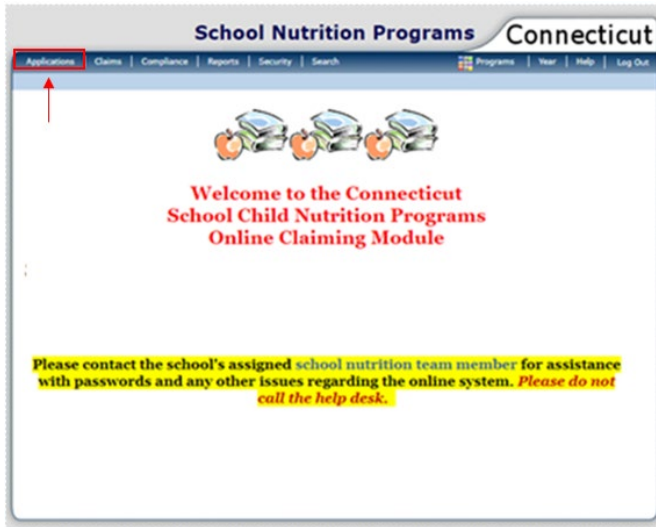 School Nutrition Programs Connecticut
Applications Claims | Compliance | Reports | Security | Search Programs | Year | Help | Log Out
Welcome to the Connecticut
School Child Nutrition Programs
Online Claiming Module
Please contact the school's assigned school nutrition team member for assistance
with passwords and any other issues regarding the online system. Please do not
call the help desk.